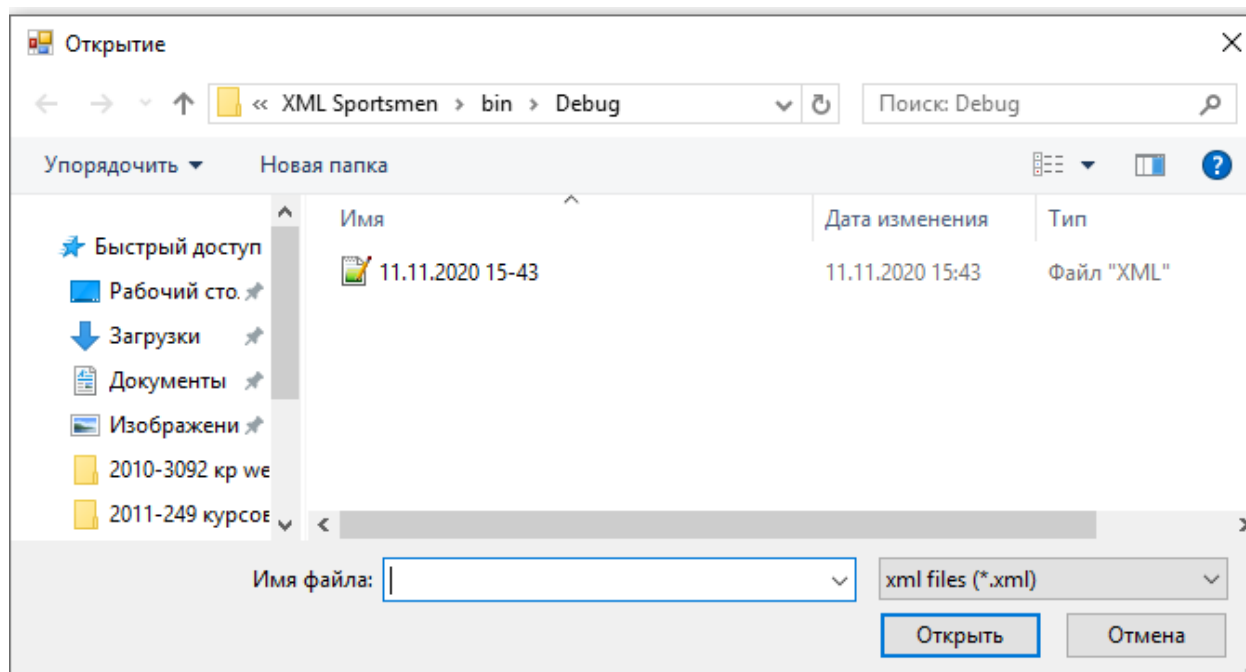 Открытие
« XML Sportsmen > bin > Debug
Поиск: Debug
Упорядочить
Новая папка
Имя
Дата изменения
Тип
Быстрый доступ
Рабочий сто.
Загрузки
Документы
Изображени
2010-3092 кр we
2011-249 курсов
11.11.2020 15-43
11.11.2020 15:43
Файл "XML"
Имя файла:
xml files (*.xml)
Открыть
Отмена